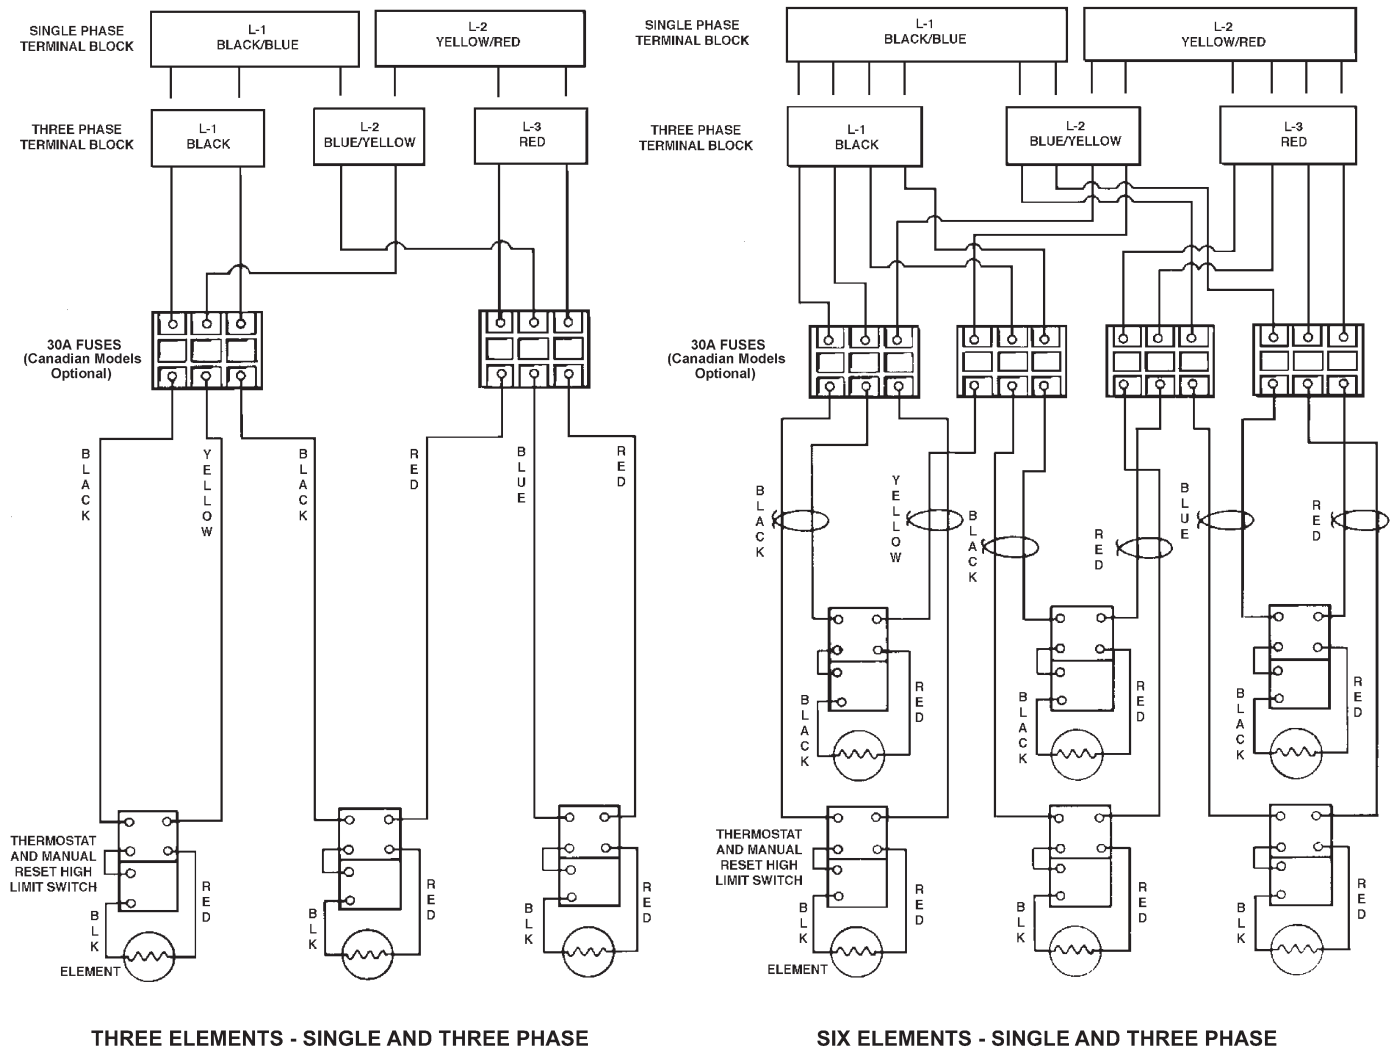 SINGLE PHASE
TERMINAL BLOCK
L-1
BLACK/BLUE
L-2
YELLOW/RED
THREE PHASE
TERMINAL BLOCK
L-1
BLACK
L-2
BLUE/YELLOW
L-3
RED
30A FUSES
(Canadian Models
Optional)
BLACK
YELLOW
BLACK
RED
BLUE
RED
THERMOSTAT
AND MANUAL
RESET HIGH
LIMIT SWITCH
BLK
RED
BLK
RED
BLK
RED
ELEMENT
THREE ELEMENTS - SINGLE AND THREE PHASE
SINGLE PHASE
TERMINAL BLOCK
L-1
BLACK/BLUE
L-2
YELLOW/RED
THREE PHASE
TERMINAL BLOCK
L-1
BLACK
L-2
BLUE/YELLOW
L-3
RED
30A FUSES
(Canadian Models
Optional)
BLACK
YELLOW
BLACK
RED
BLUE
RED
BLACK
RED
BLACK
RED
BLACK
RED
THERMOSTAT
AND MANUAL
RESET HIGH
LIMIT SWITCH
BLK
RED
BLK
RED
BLK
RED
ELEMENT
SIX ELEMENTS - SINGLE AND THREE PHASE